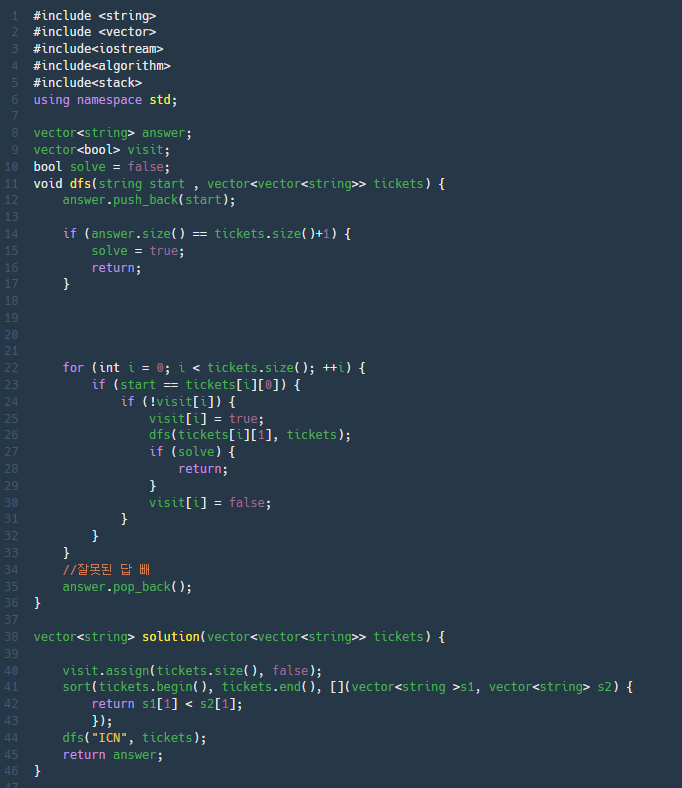 1 #include <string>
2 #include <vector>
3 #include<iostream>
4 #include<algorithm>
5 #include<stack>
6 using namespace std;
7
8 vector<string> answer;
9 vector<bool> visit;
10 bool solve = false;
11 void dfs(string start , vector<vector<string>> tickets) {
12     answer.push_back(start);
13
14     if (answer.size() == tickets.size()+1) {
15         solve = true;
16         return;
17     }
18
19
20
21
22     for (int i = 0; i < tickets.size(); ++i) {
23         if (start == tickets[i][0]) {
24             if (!visit[i]) {
25                 visit[i] = true;
26                 dfs(tickets[i][1], tickets);
27                 if (solve) {
28                     return;
29                 }
30                 visit[i] = false;
31             }
32         }
33     }
34     //잘못된 답 빼
35     answer.pop_back();
36 }
37
38 vector<string> solution(vector<vector<string>> tickets) {
39
40     visit.assign(tickets.size(), false);
41     sort(tickets.begin(), tickets.end(), [](vector<string >s1, vector<string> s2) {
42         return s1[1] < s2[1];
43         });
44     dfs("ICN", tickets);
45     return answer;
46 }
47